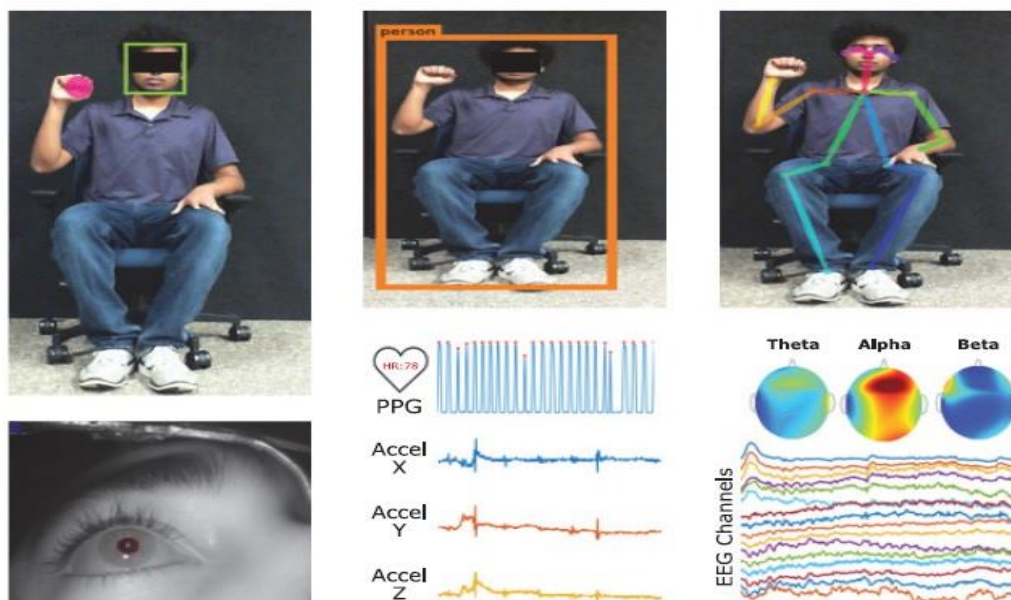 person
HR:78
PPG
Accel
X
Accel
Y
Accel
Z
Theta Alpha Beta
EEG Channels